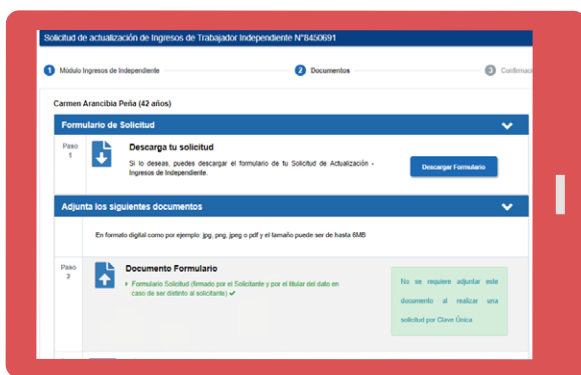 Solicitud de actualización de Ingresos de Trabajador Independiente N°8450691
1 Módulo Ingresos de Independiente 2 Documentos 3 Confirmac
Carmen Arancibia Peña (42 años)
Formulario de Solicitud
Paso
1
Descarga tu solicitud
Si lo deseas, puedes descargar el formulario de tu Solicitud de Actualización -
Ingresos de Independiente.
Descargar Formulario
Adjunta los siguientes documentos
En formato digital como por ejemplo: jpg, png, jpeg o pdf y el tamaño puede ser de hasta 6MB
Paso
2
Documento Formulario
Formulario Solicitud (firmado por el Solicitante y por el titular del dato en
caso de ser distinto al solicitante)
No se requiere adjuntar este
documento al realizar una
solicitud por Clave Única